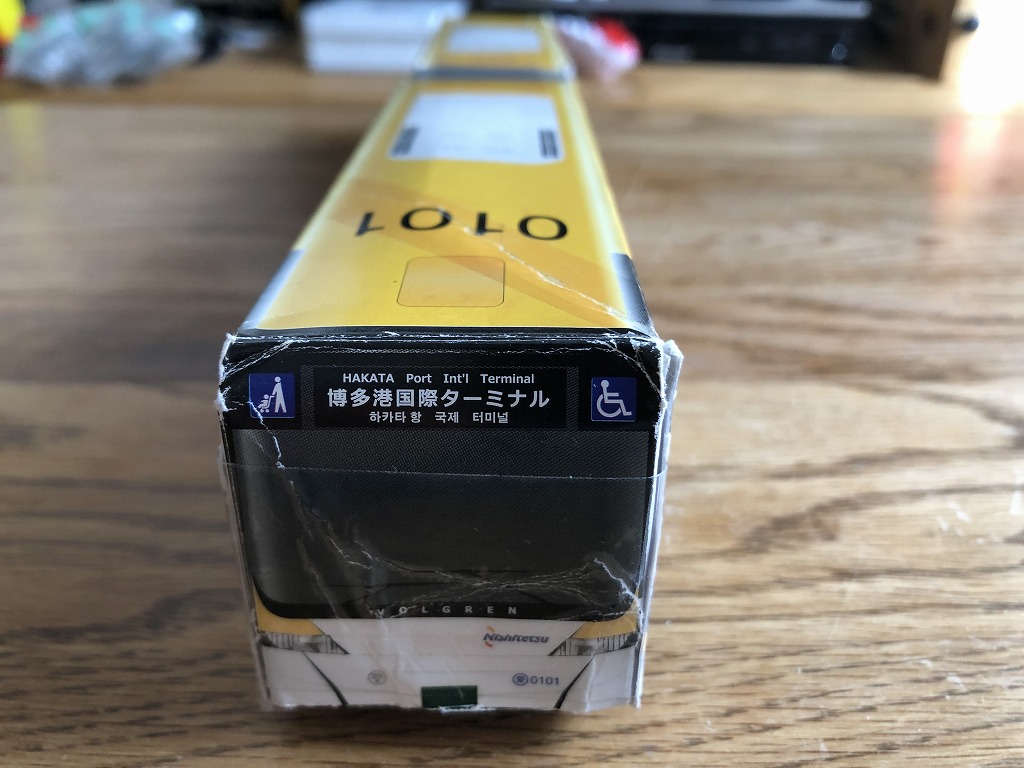 0101
HAKATA Port Int'l Terminal
博多港国際ターミナル
하카타 항 국제 터미널
VOLGREN
Nishitetsu
0101